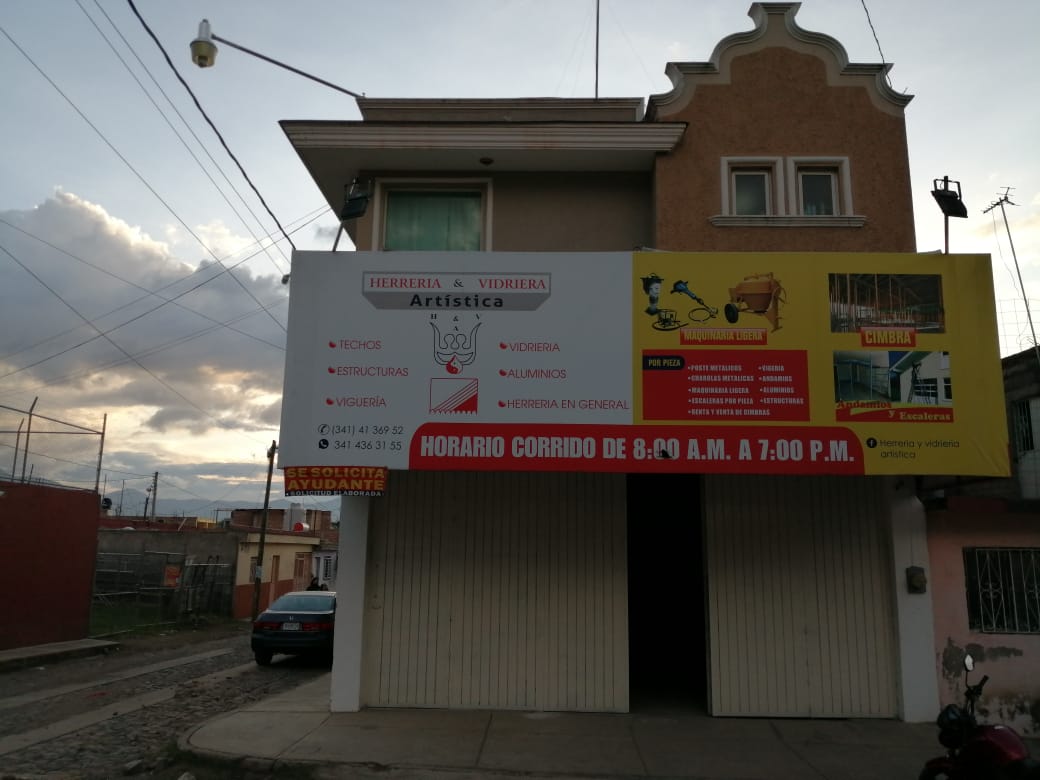 HERRERIA & VIDRIERA
Artística
H & V
A
TECHOS
ESTRUCTURAS
VIGUERÍA
VIDRIERIA
ALUMINIOS
HERRERIA EN GENERAL
(341) 41 369 52
341 436 31 55
HORARIO CORRIDO DE 8:00 A.M. A 7:00 P.M.
MAQUINARIA LIGERA
CIMBRA
POR PIEZA
•POSTE METALICOS
•CHAROLAS METALICAS
•MAQUINARIA LIGERA
•ESCALERAS POR PILLA
•RENTA Y VENTA DE CIMBRAS
•VIGERIA
•ANDAMIOS
•ALUMINIOS
•ESTRUCTURAS
Andamios
y Escaleras
Herreria y vidrieria
artistica
SE SOLICITA
AYUDANTE
•SOLICITUD ELABORADA•